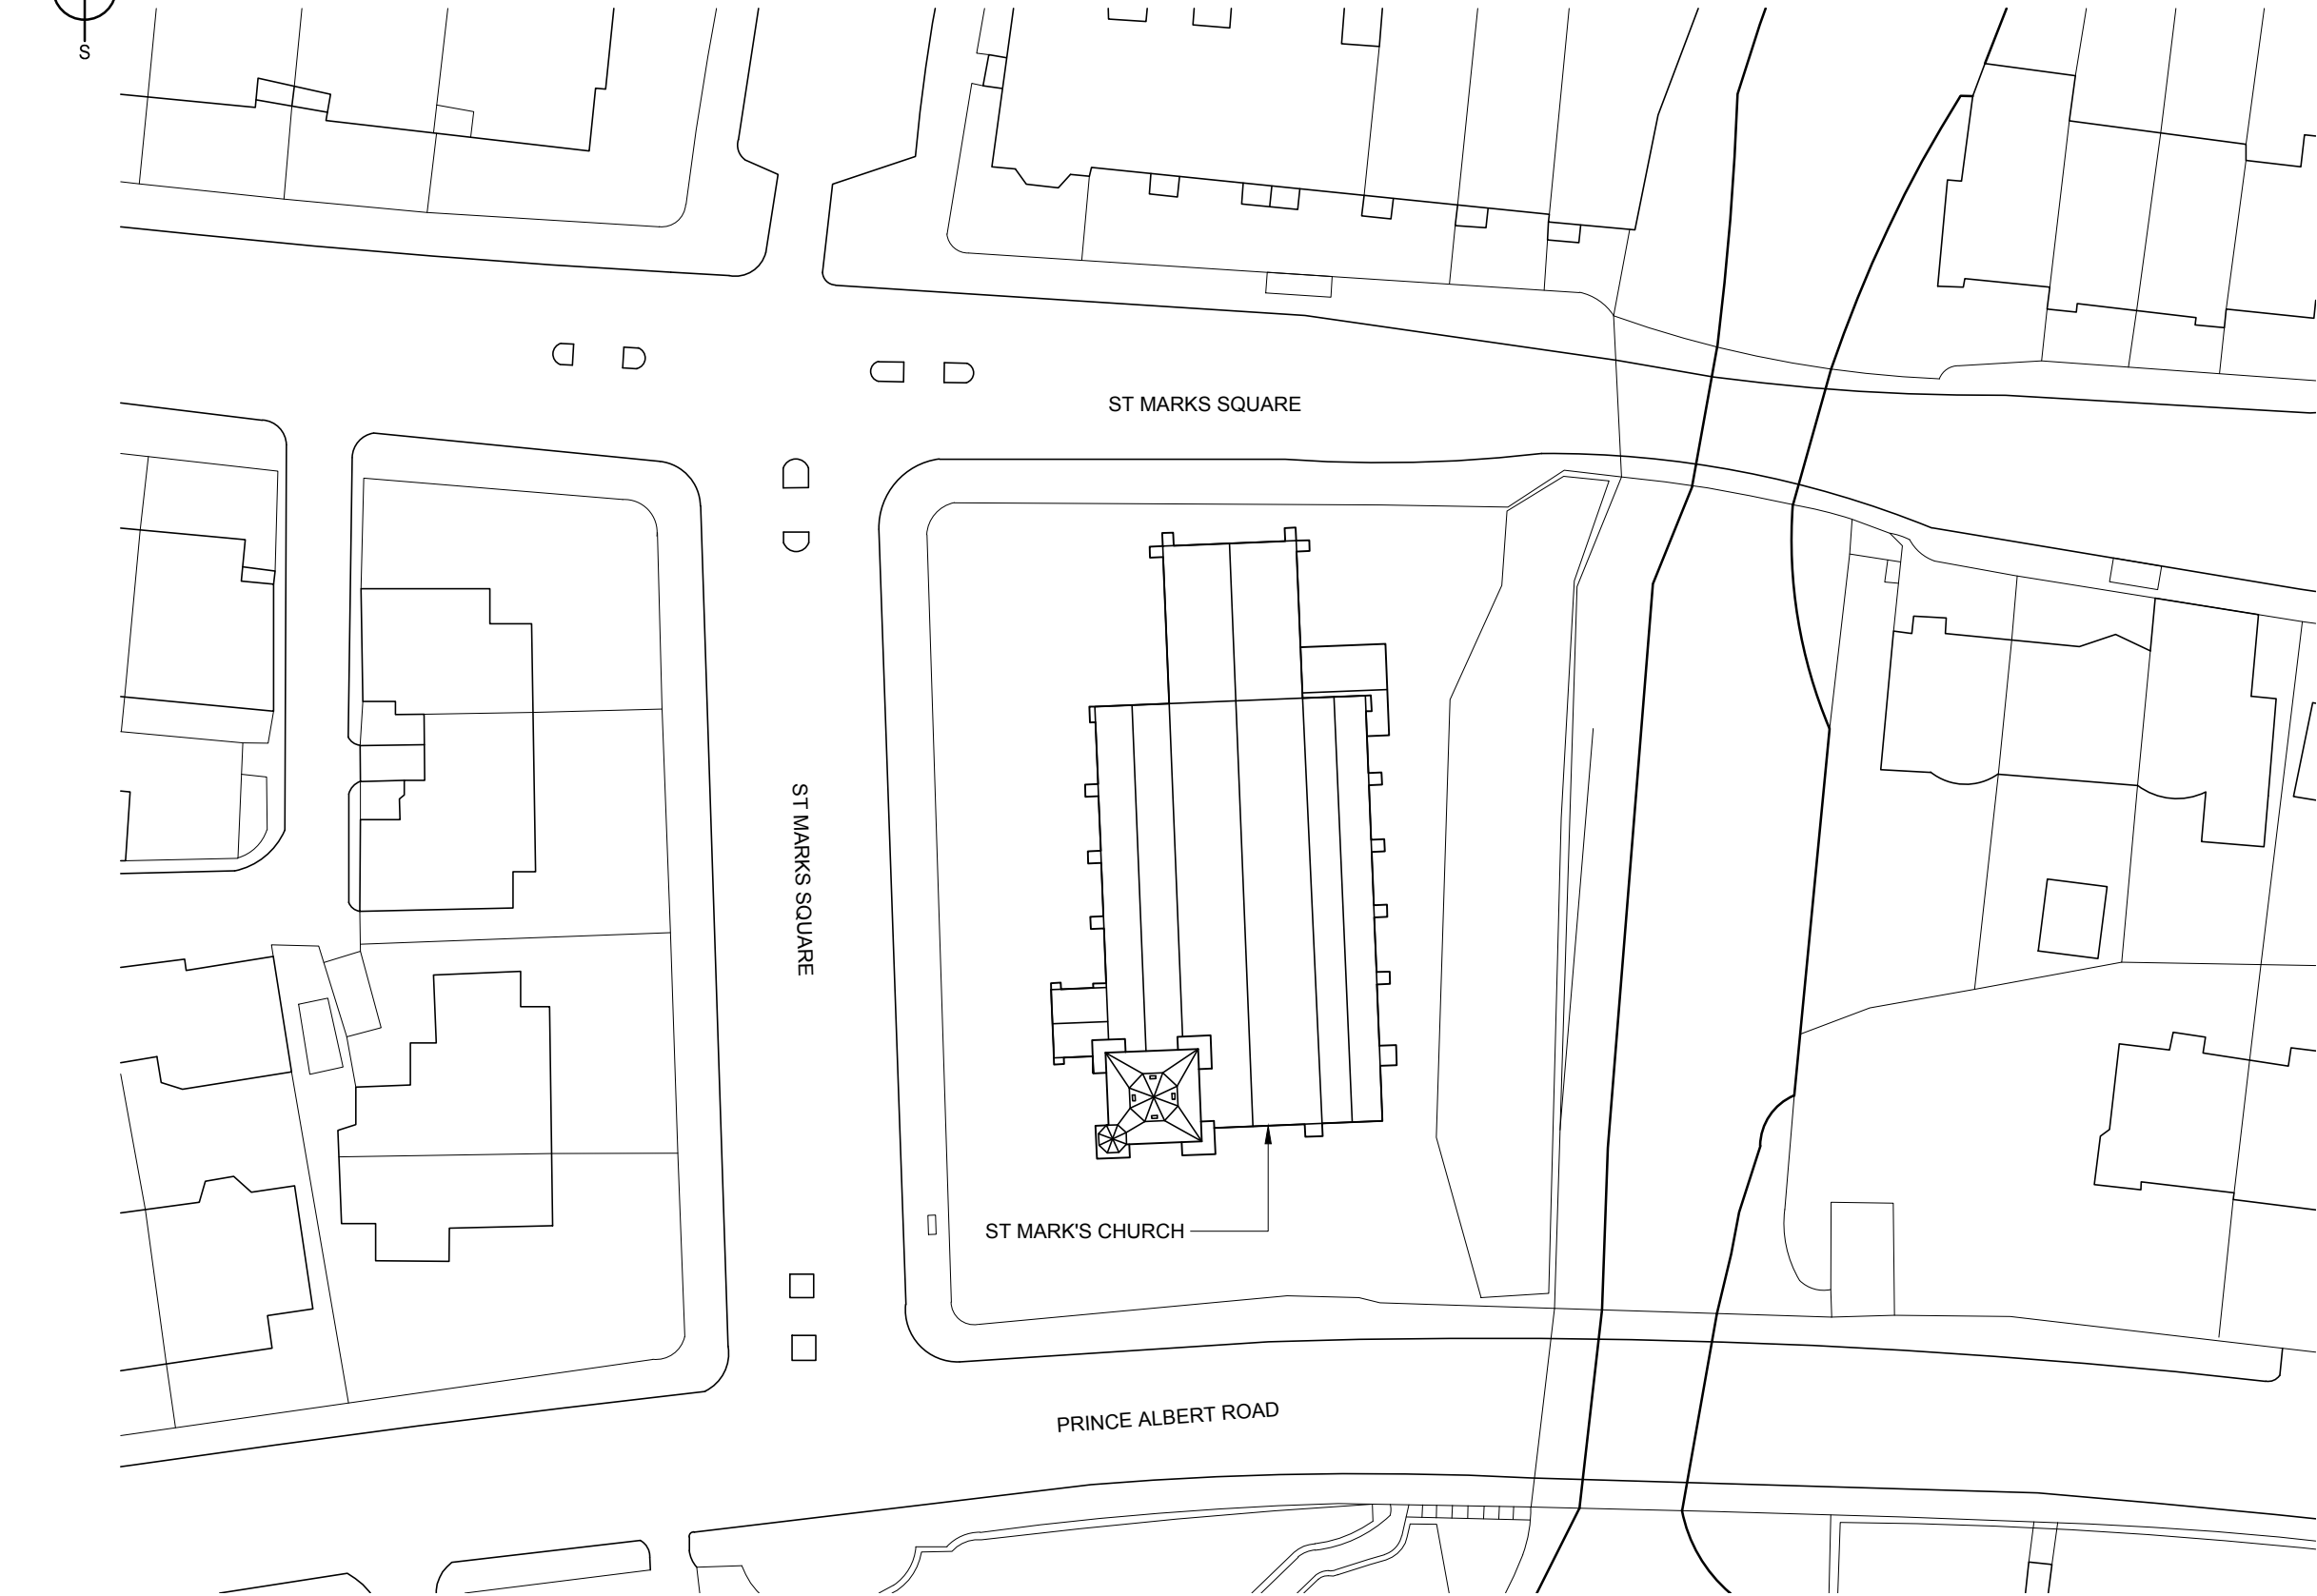 S
ST MARKS SQUARE
ST MARKS SQUARE
ST MARK'S CHURCH
PRINCE ALBERT ROAD